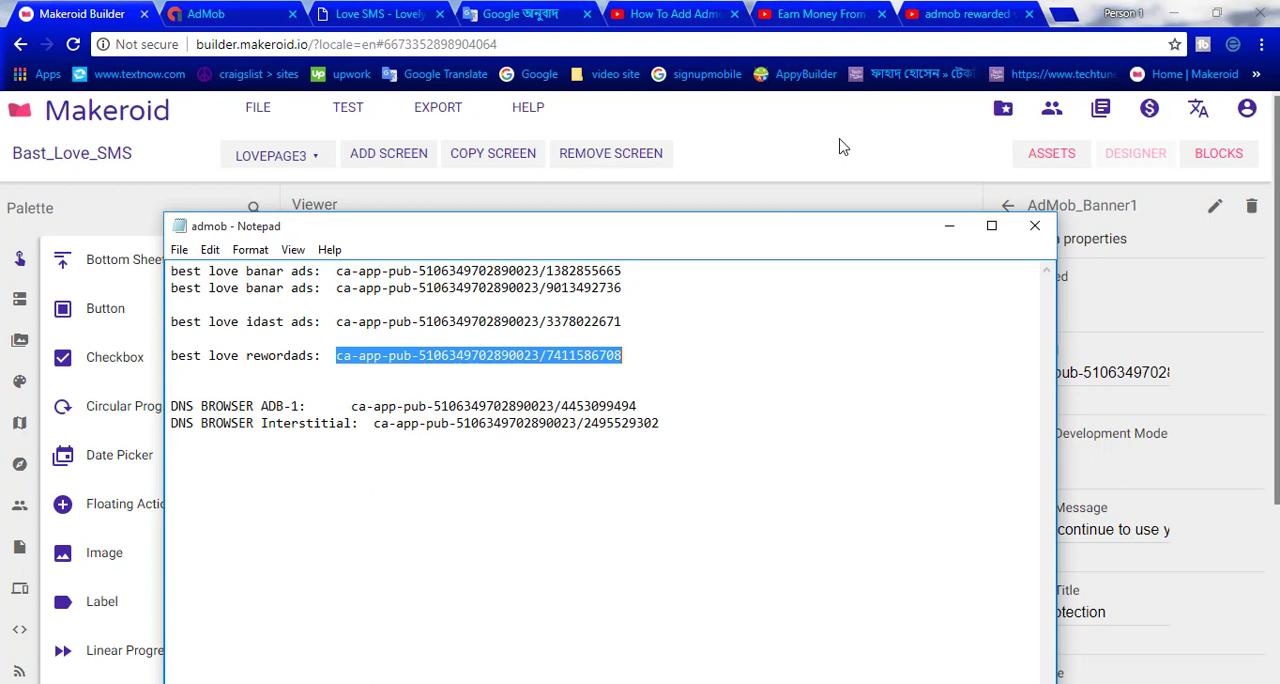 Makeroid Builder
AdMob
Love SMS - Lovely
Google অনুবাদ
How To Add Adm
Earn Money From
admob rewarded v
Person 1
Not secure
builder.makeroid.io/?locale=en#6673352898904064
Apps
www.textnow.com
craigslist > sites
upwork
Google Translate
Google
video site
signupmobile
AppyBuilder
ফাহাদ হোসেন » টেক
https://www.techtune
Home | Makeroid
»
Makeroid
FILE
TEST
EXPORT
HELP
Bast_Love_SMS
LOVEPAGE3
ADD SCREEN
COPY SCREEN
REMOVE SCREEN
ASSETS
DESIGNER
BLOCKS
Palette
Viewer
AdMob_Banner1
admob - Notepad
File Edit Format View Help
best love banar ads: ca-app-pub-5106349702890023/1382855665
best love banar ads: ca-app-pub-5106349702890023/9013492736
best love idast ads: ca-app-pub-5106349702890023/3378022671
best love rewordads: ca-app-pub-5106349702890023/7411586708
DNS BROWSER ADB-1: ca-app-pub-5106349702890023/4453099494
DNS BROWSER Interstitial: ca-app-pub-5106349702890023/2495529302
Bottom Shee
Button
Checkbox
Circular Prog
Date Picker
Floating Actio
Image
Label
Linear Progre
properties
ed
pub-51063497028
Development Mode
Message
continue to use y
Title
otection